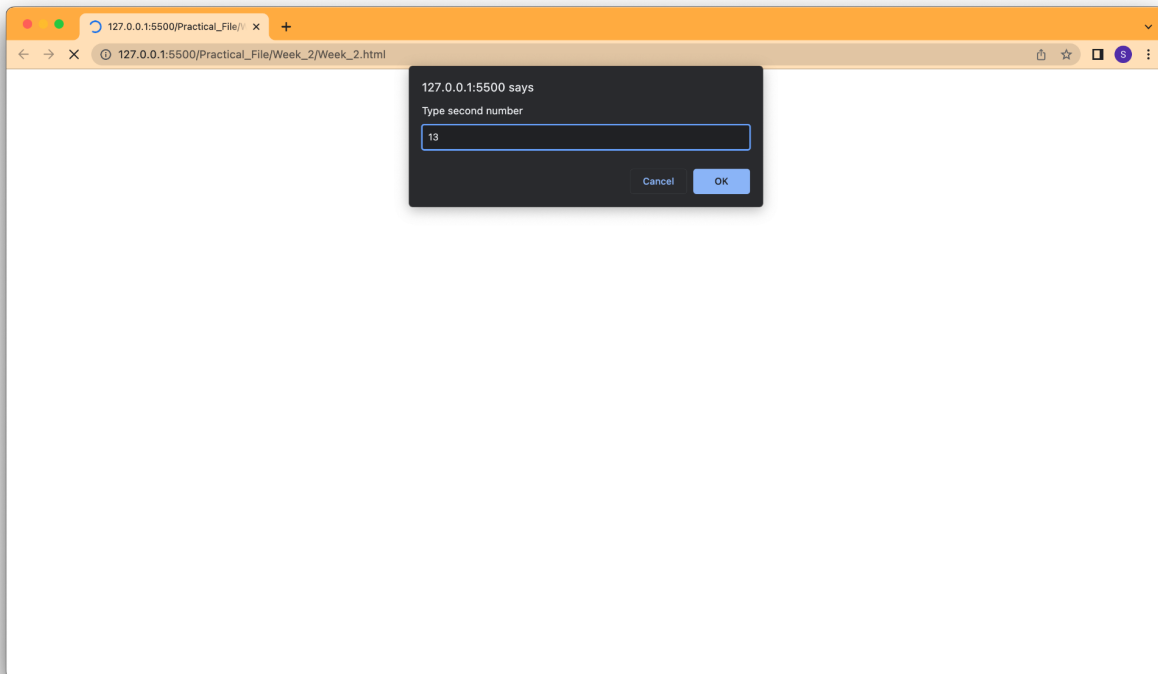 127.0.0.1:5500/Practical_File/W
127.0.0.1:5500/Practical_File/Week_2/Week_2.html
S
127.0.0.1:5500 says
Type second number
13
Cancel OK